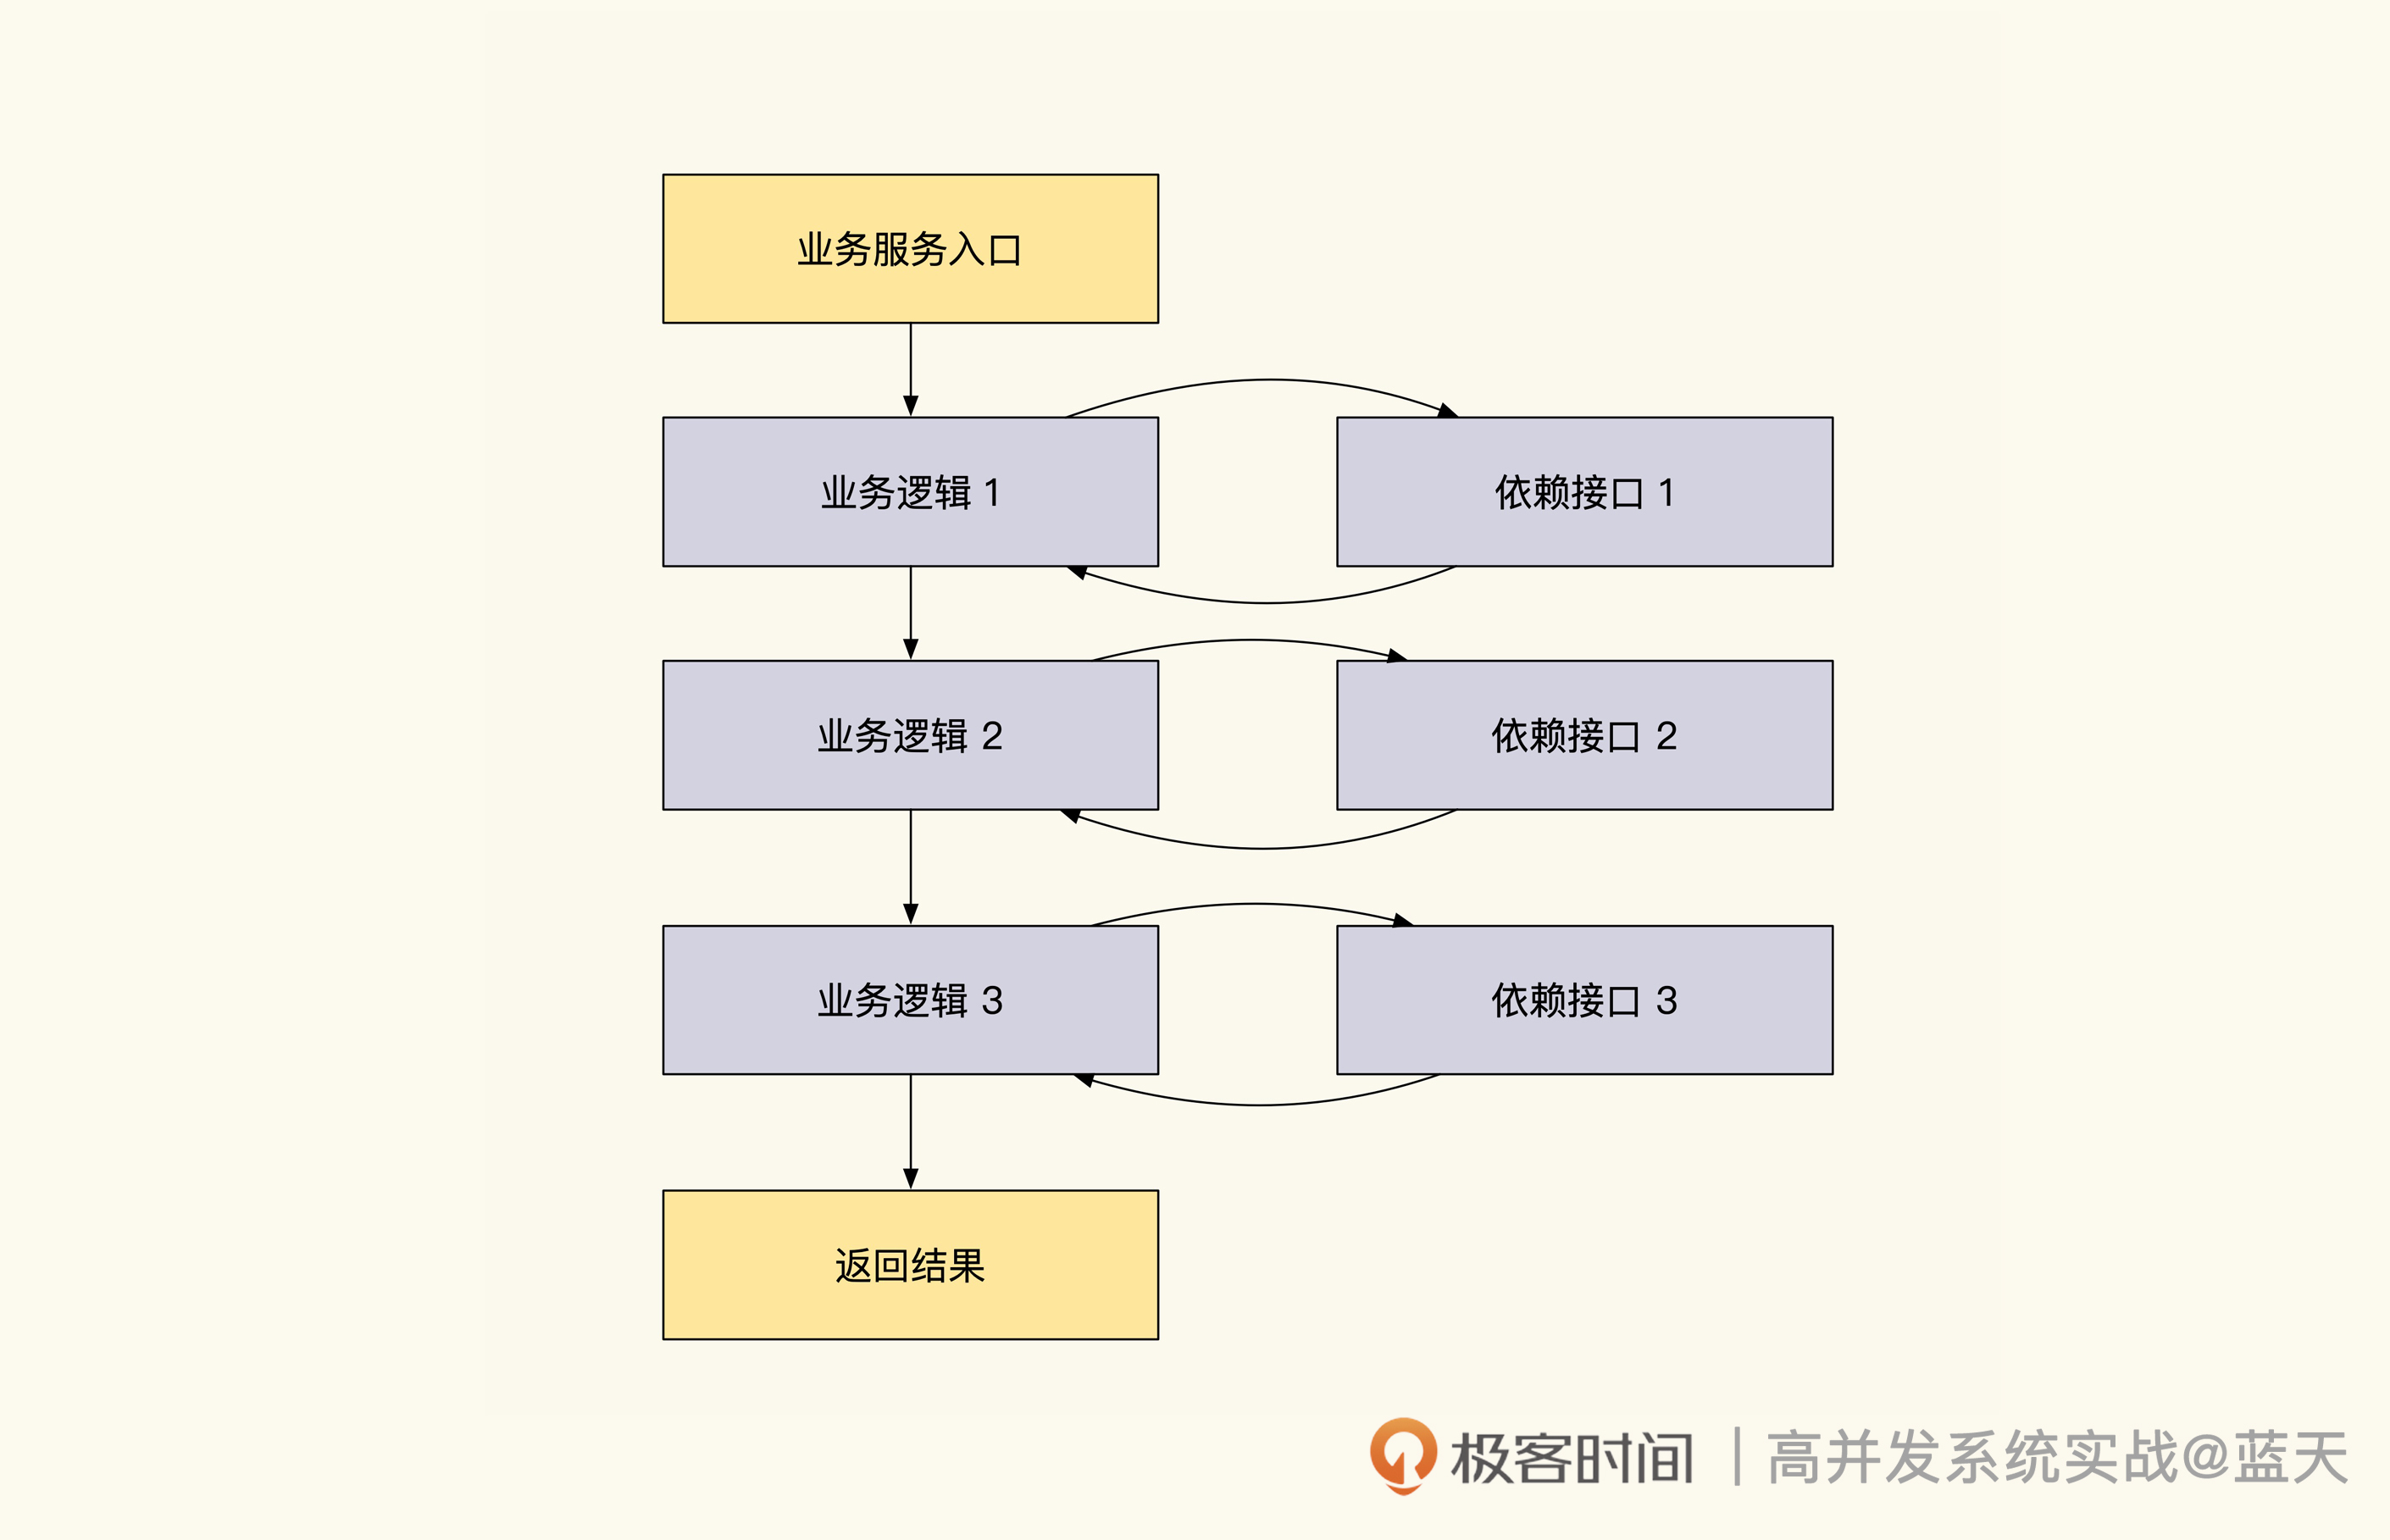 业务服务入口
业务逻辑 1
依赖接口 1
业务逻辑 2
依赖接口 2
业务逻辑 3
依赖接口 3
返回结果
极客时间 | 高并发系统实战@蓝天